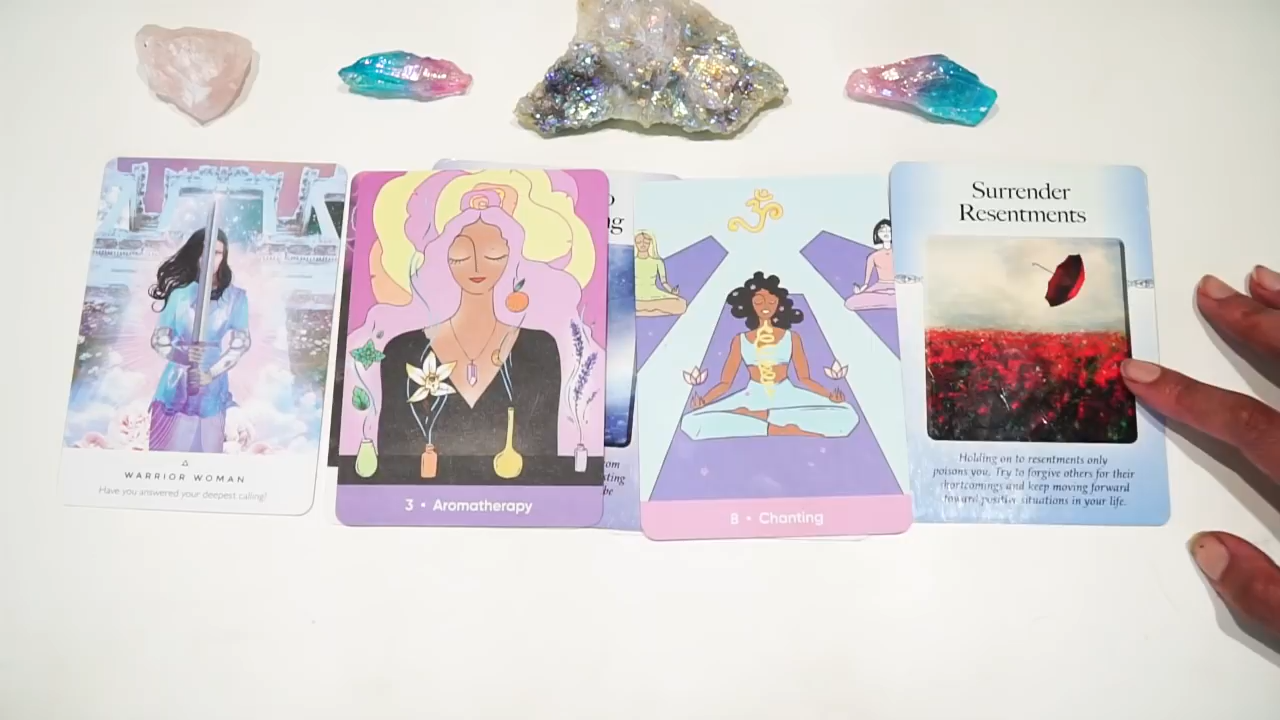 WARRIOR WOMAN
Have you answered your deepest calling?
3 • Aromatherapy
ॐ
8 • Chanting
Surrender
Resentments
Holding on to resentments only
poisons you. Try to forgive others for their
shortcomings and keep moving forward
toward positive situations in your life.